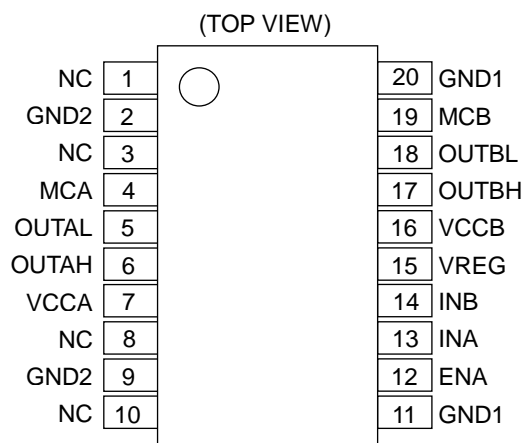 (TOP VIEW)
NC 1 20 GND1
GND2 2 19 MCB
NC 3 18 OUTBL
MCA 4 17 OUTBH
OUTAL 5 16 VCCB
OUTAH 6 15 VREG
VCCA 7 14 INB
NC 8 13 INA
GND2 9 12 ENA
NC 10 11 GND1